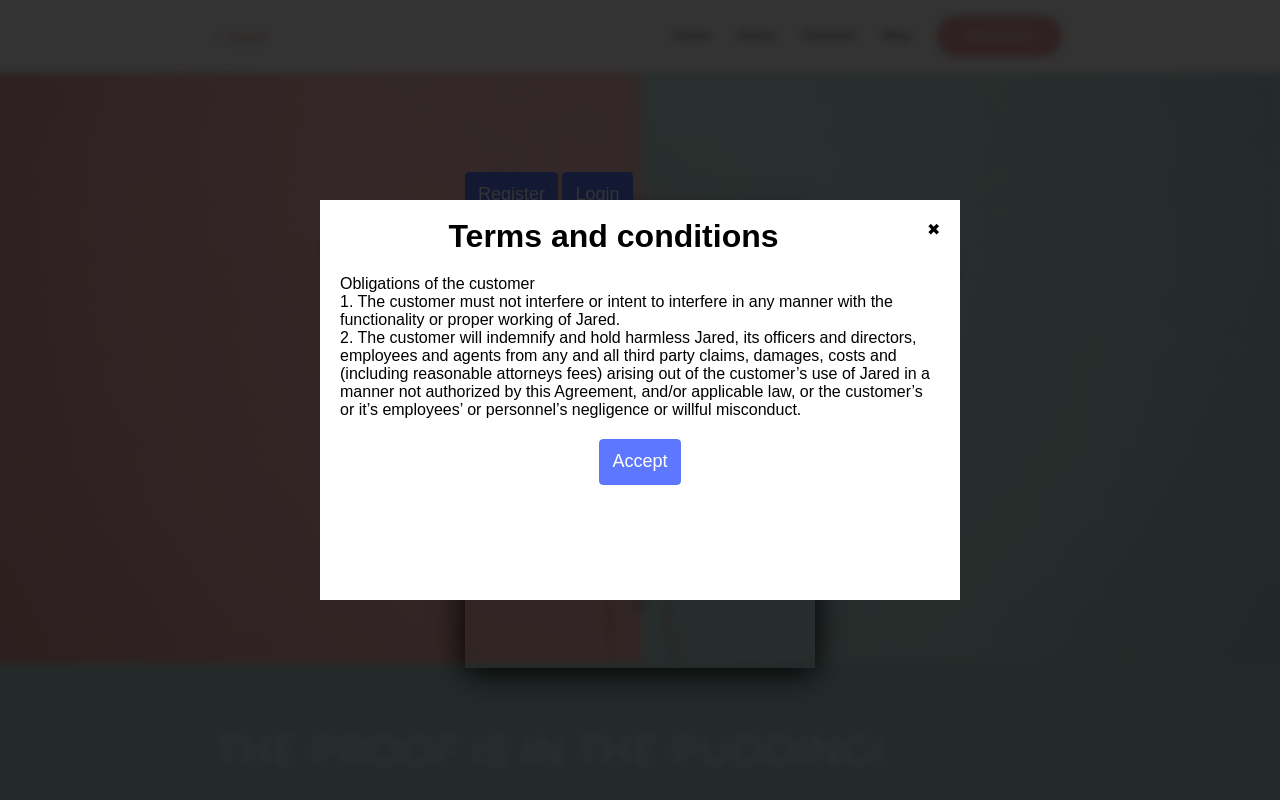 Home About Portfolio Blog
Register Login
Terms and conditions
✖
Obligations of the customer
1. The customer must not interfere or intent to interfere in any manner with the
functionality or proper working of Jared.
2. The customer will indemnify and hold harmless Jared, its officers and directors,
employees and agents from any and all third party claims, damages, costs and
(including reasonable attorneys fees) arising out of the customer’s use of Jared in a
manner not authorized by this Agreement, and/or applicable law, or the customer’s
or it’s employees’ or personnel’s negligence or willful misconduct.
Accept
THE PROOF IS IN THE PUDDING!